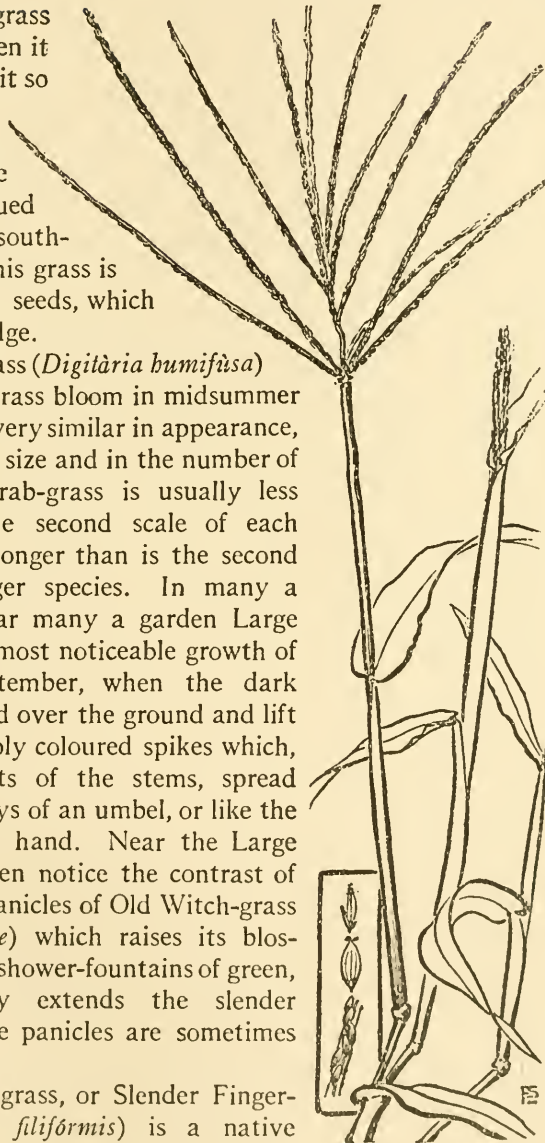 grass
en it
it so
ued
south-
his grass is
seeds, which
dge.
ass (Digitària humifùsa)
grass bloom in midsummer
very similar in appearance,
size and in the number of
rab-grass is usually less
e second scale of each
onger than is the second
ger species. In many a
ar many a garden Large
most noticeable growth of
tember, when the dark
d over the ground and lift
oly coloured spikes which,
ts of the stems, spread
ys of an umbel, or like the
hand. Near the Large
en notice the contrast of
anicles of Old Witch-grass
e) which raises its blos-
shower-fountains of green,
y extends the slender
e panicles are sometimes
grass, or Slender Finger-
filifórmis) is a native